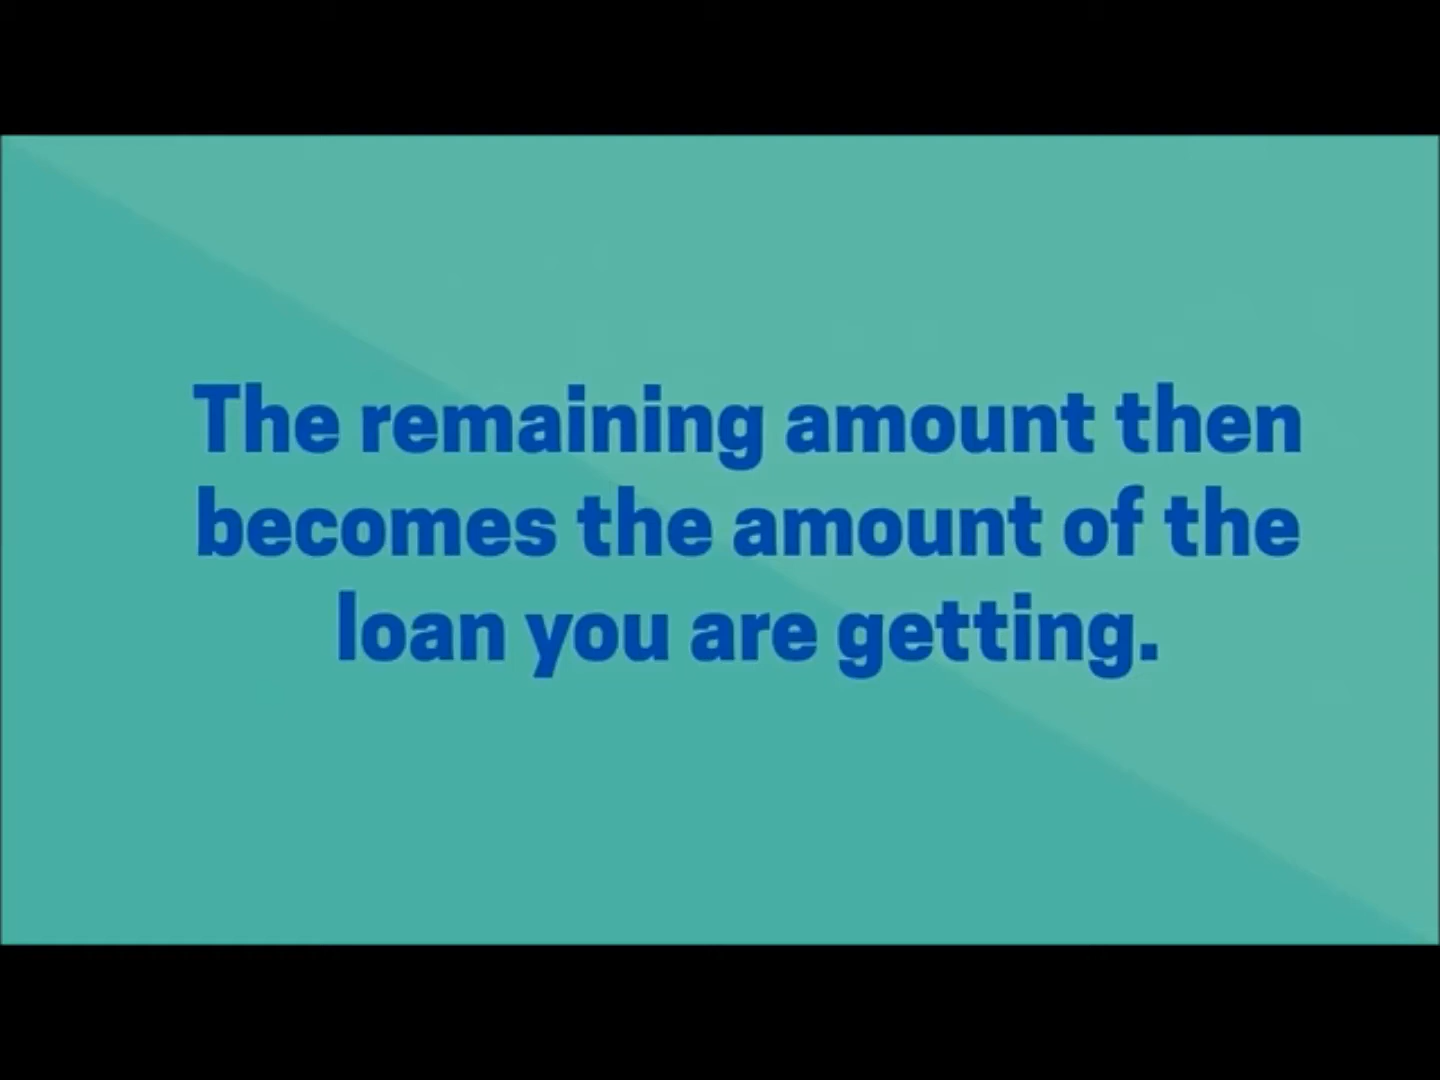 The remaining amount then
becomes the amount of the
loan you are getting.